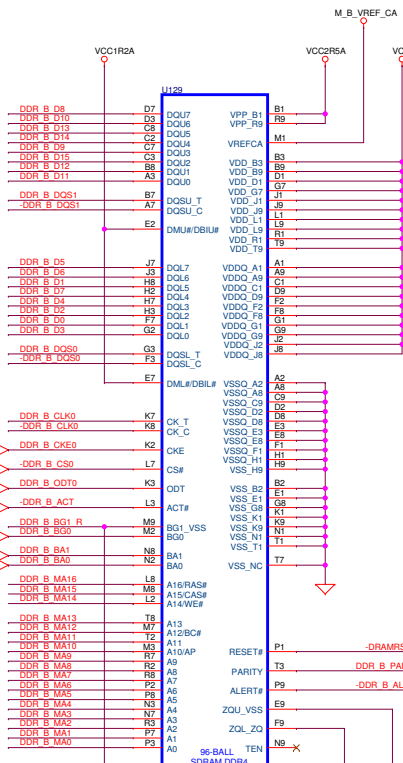 M_B_VREF_CA
VCC1R2A VCC2R5A VC
U129
DDR_B_D8 D7 DQU7 VPP_B1 B1
DDR_B_D10 D3 DQU6 VPP_R9 R9
DDR_B_D13 C8 DQU5
DDR_B_D14 C2 DQU4 VREFCA M1
DDR_B_D9 C7 DQU3
DDR_B_D15 C3 DQU2 VDD_B3 B3
DDR_B_D12 B8 DQU1 VDD_B9 B9
DDR_B_D11 A3 DQU0 VDD_D1 D1
VDD_G7 G7
DDR_B_DQS1 B7 DQSU_T VDD_J1 J1
-DDR_B_DQS1 A7 DQSU_C VDD_J9 J9
VDD_L1 L1
E2 DMU#/DBIU# VDD_L9 L9
VDD_R1 R1
VDD_T9 T9
DDR_B_D5 J7 DQL7 VDDQ_A1 A1
DDR_B_D6 J3 DQL6 VDDQ_A9 A9
DDR_B_D1 H8 DQL5 VDDQ_C1 C1
DDR_B_D7 H2 DQL4 VDDQ_D9 D9
DDR_B_D4 H7 DQL3 VDDQ_F2 F2
DDR_B_D2 H3 DQL2 VDDQ_F8 F8
DDR_B_D0 F7 DQL1 VDDQ_G1 G1
DDR_B_D3 G2 DQL0 VDDQ_G9 G9
VDDQ_J2 J2
DDR_B_DQS0 G3 DQSL_T VDDQ_J8 J8
-DDR_B_DQS0 F3 DQSL_C
E7 DML#/DBIL# VSSQ_A2 A2
VSSQ_A8 A8
VSSQ_C9 C9
VSSQ_D2 D2
DDR_B_CLK0 K7 CK_T VSSQ_D8 D8
-DDR_B_CLK0 K8 CK_C VSSQ_E3 E3
VSSQ_E8 E8
DDR_B_CKE0 K2 CKE VSSQ_F1 F1
VSSQ_H1 H1
-DDR_B_CS0 L7 CS# VSS_H9 H9
DDR_B_ODT0 K3 ODT VSS_B2 B2
VSS_E1 E1
-DDR_B_ACT L3 ACT# VSS_G8 G8
VSS_K1 K1
DDR_B_BG1_R M9 BG1_VSS VSS_K9 K9
DDR_B_BG0 M2 BG0 VSS_N1 N1
VSS_T1 T1
DDR_B_BA1 N8 BA1
DDR_B_BA0 N2 BA0 VSS_NC T7
DDR_B_MA16 L8 A16/RAS#
DDR_B_MA15 M8 A15/CAS#
DDR_B_MA14 L2 A14/WE#
DDR_B_MA13 T8 A13
DDR_B_MA12 M7 A12/BC#
DDR_B_MA11 T2 A11
DDR_B_MA10 M3 A10/AP RESET# P1 -DRAMRS
DDR_B_MA9 R7 A9
DDR_B_MA8 R2 A8 PARITY T3 DDR_B_PA
DDR_B_MA7 R8 A7
DDR_B_MA6 P2 A6 ALERT# P9 -DDR_B_AL
DDR_B_MA5 P8 A5
DDR_B_MA4 N3 A4 ZQU_VSS E9
DDR_B_MA3 N7 A3
DDR_B_MA2 R3 A2 ZQL_ZQ F9
DDR_B_MA1 P7 A1
DDR_B_MA0 P3 A0 TEN N9
96-BALL
SDRAM DDR4